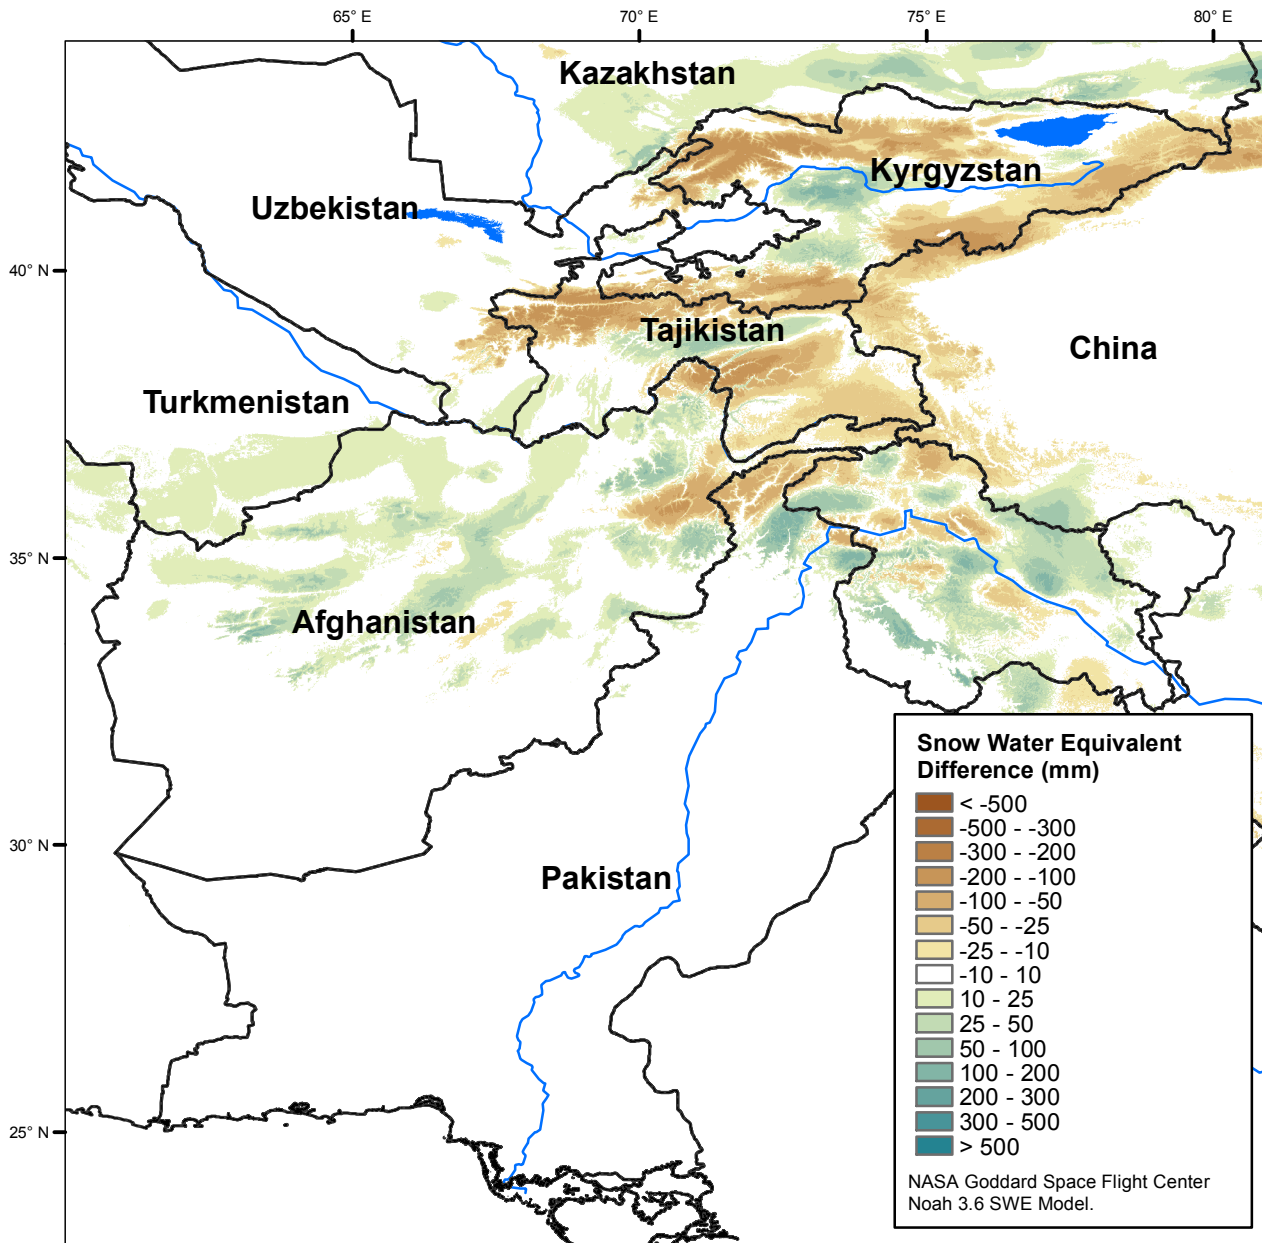 65° E
70° E
75° E
80° E
Kazakhstan
Kyrgyzstan
Uzbekistan
40° N
Tajikistan
China
Turkmenistan
35° N
Afghanistan
30° N
Pakistan
25° N
Snow Water Equivalent
Difference (mm)
< -500
-500 - -300
-300 - -200
-200 - -100
-100 - -50
-50 - -25
-25 - -10
-10 - 10
10 - 25
25 - 50
50 - 100
100 - 200
200 - 300
300 - 500
> 500
NASA Goddard Space Flight Center
Noah 3.6 SWE Model.